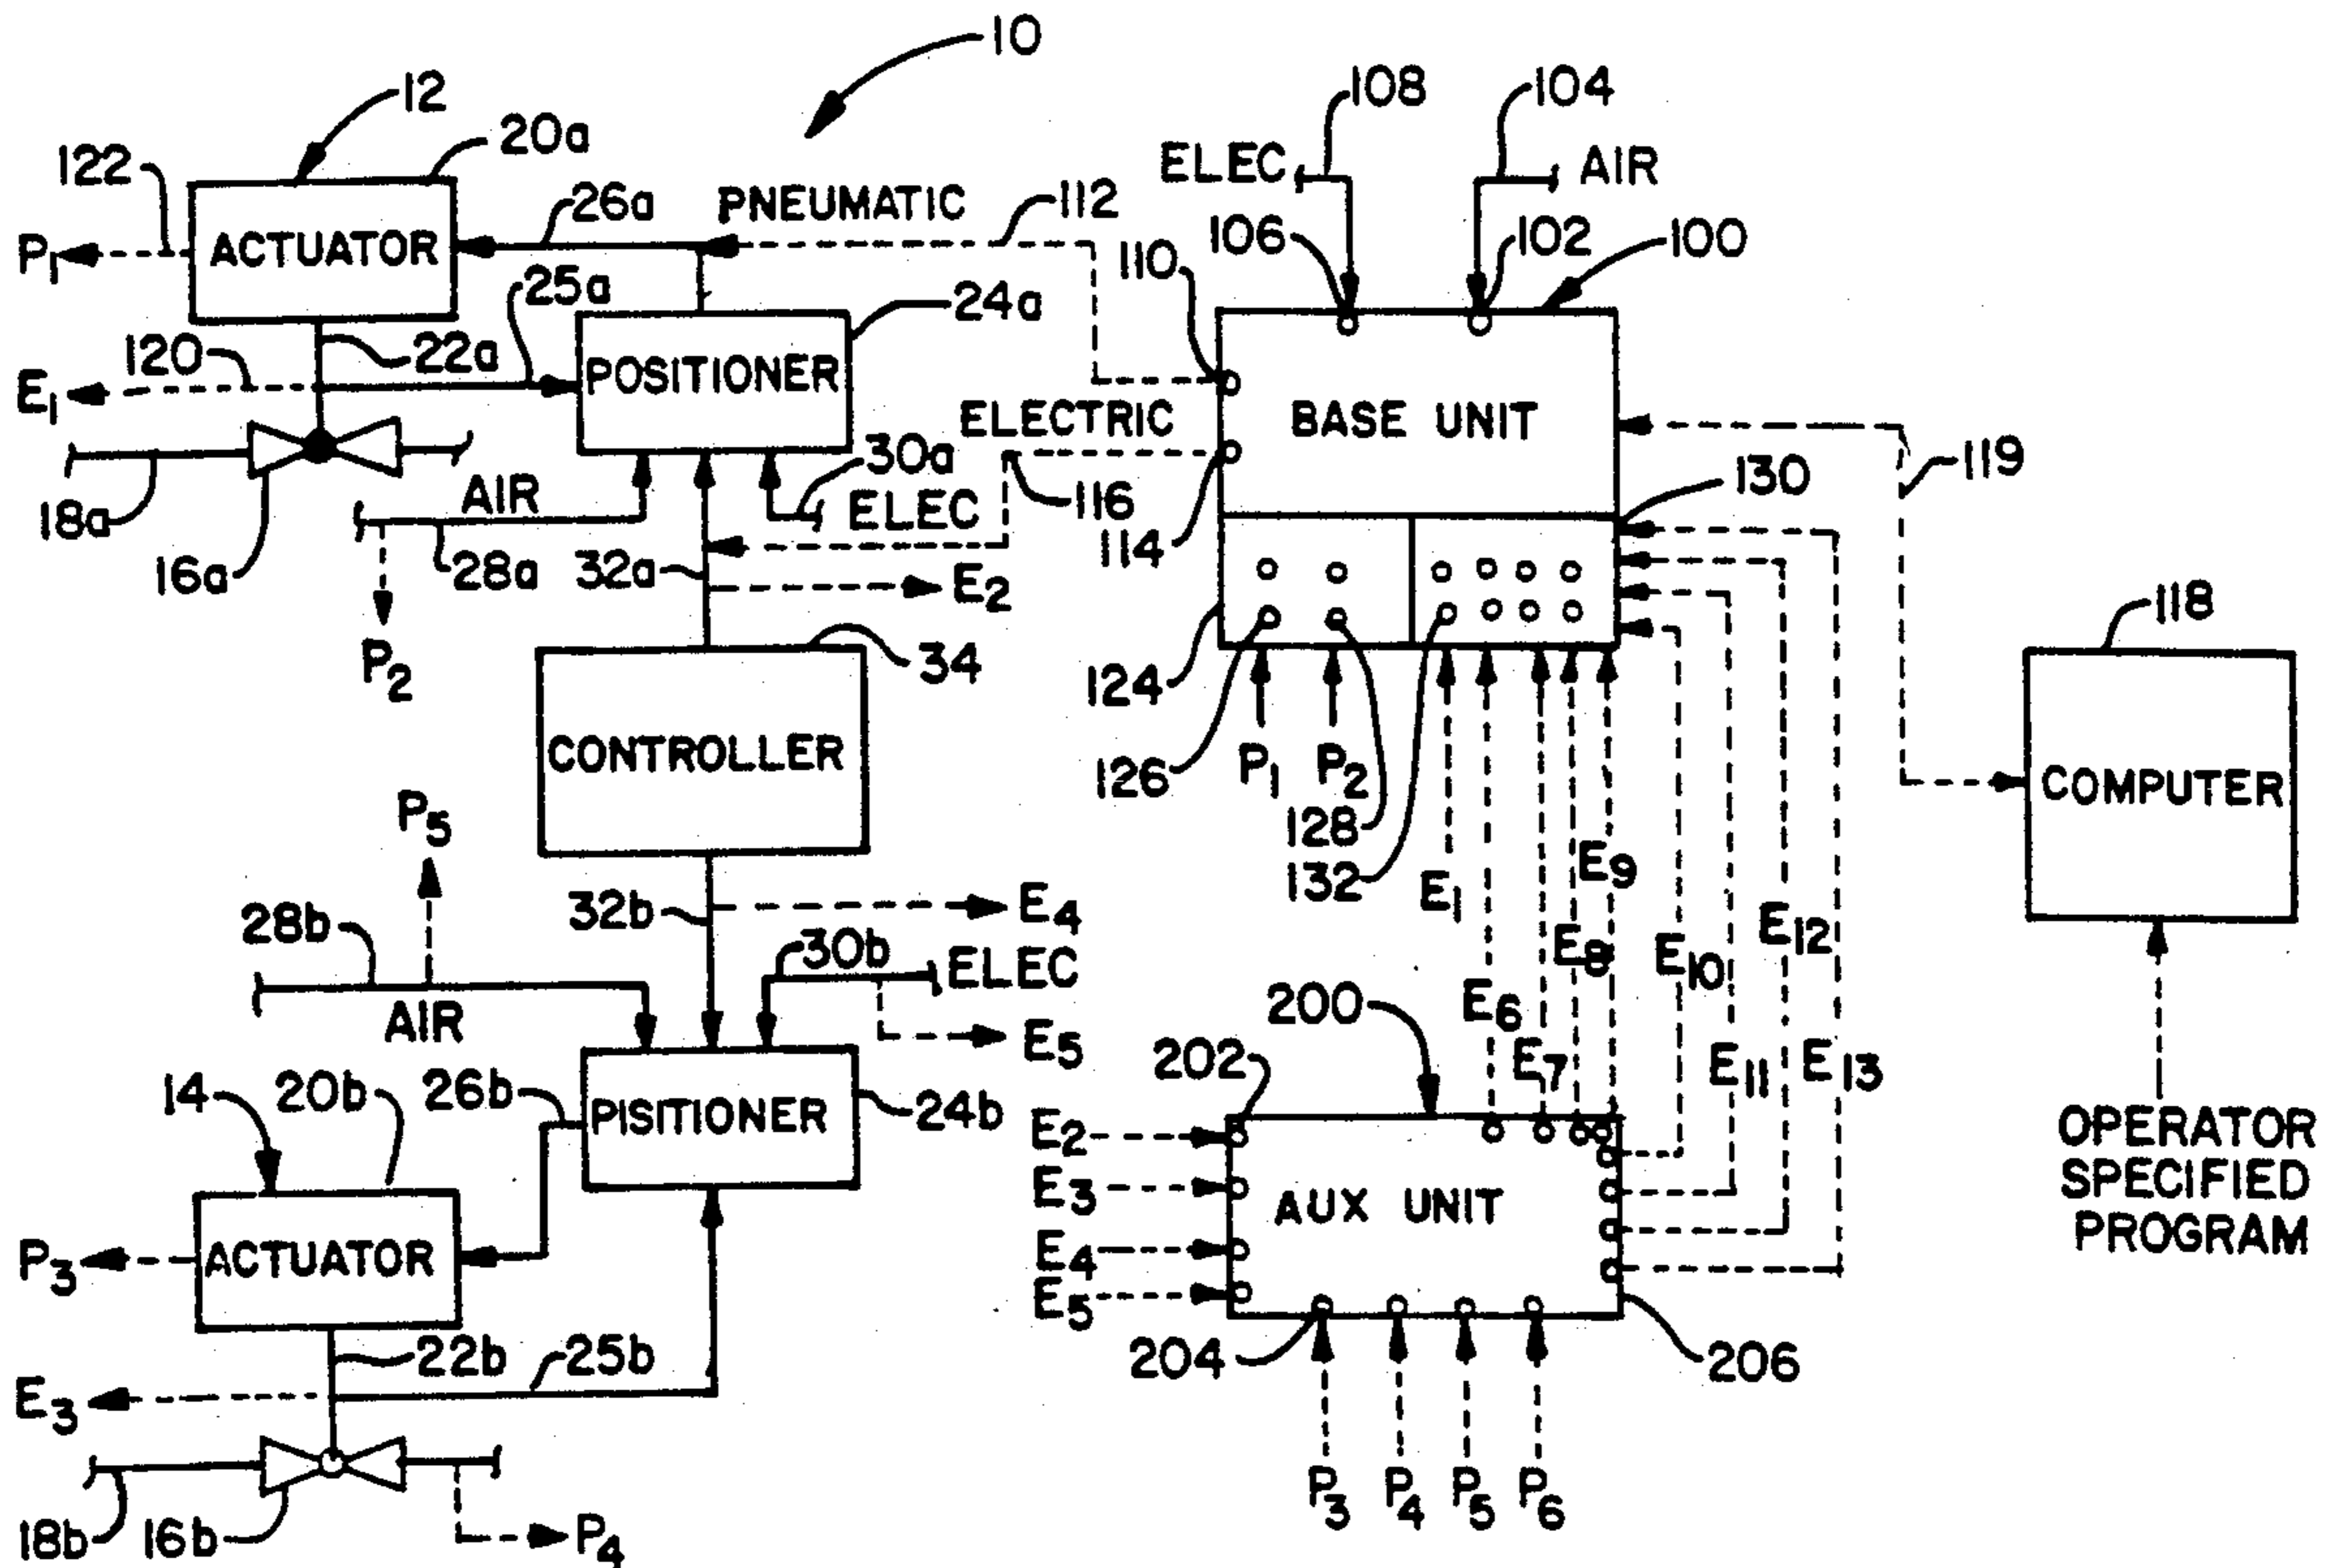 10
12
20a
122
P1
ACTUATOR
26a
PNEUMATIC
112
25a
24a
POSITIONER
120
22a
E1
18a
16a
AIR
28a
P2
30a
ELEC
32a
E2
34
CONTROLLER
P5
28b
AIR
32b
E4
30b
ELEC
E5
14
20b
26b
PISITIONER
24b
P3
ACTUATOR
22b
25b
E3
18b
16b
P4
108
104
ELEC
AIR
106
102
100
110
ELECTRIC
BASE UNIT
116
114
130
119
124
126
P1
P2
128
132
E1
E6
E7
E8
E9
E10
E11
E12
E13
118
COMPUTER
OPERATOR
SPECIFIED
PROGRAM
200
202
E2
E3
E4
E5
AUX UNIT
204
206
P3
P4
P5
P6